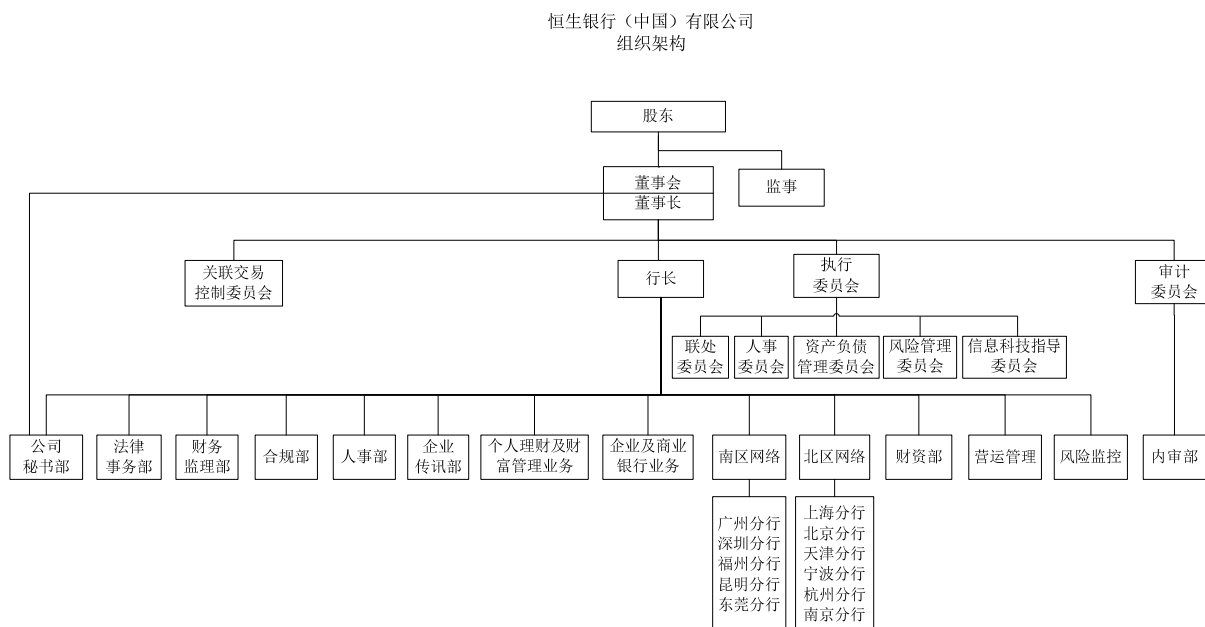 恒生银行（中国）有限公司
组织架构
股东
董事会
董事长
监事
关联交易
控制委员会
行长
执行
委员会
审计
委员会
联处
委员会
人事
委员会
资产负债
管理委员会
风险管理
委员会
信息科技指导
委员会
公司
秘书部
法律
事务部
财务
监理部
合规部
人事部
企业
传讯部
个人理财及财
富管理业务
企业及商业
银行业务
南区网络
北区网络
财资部
营运管理
风险监控
内审部
广州分行
深圳分行
福州分行
昆明分行
东莞分行
上海分行
北京分行
天津分行
宁波分行
杭州分行
南京分行